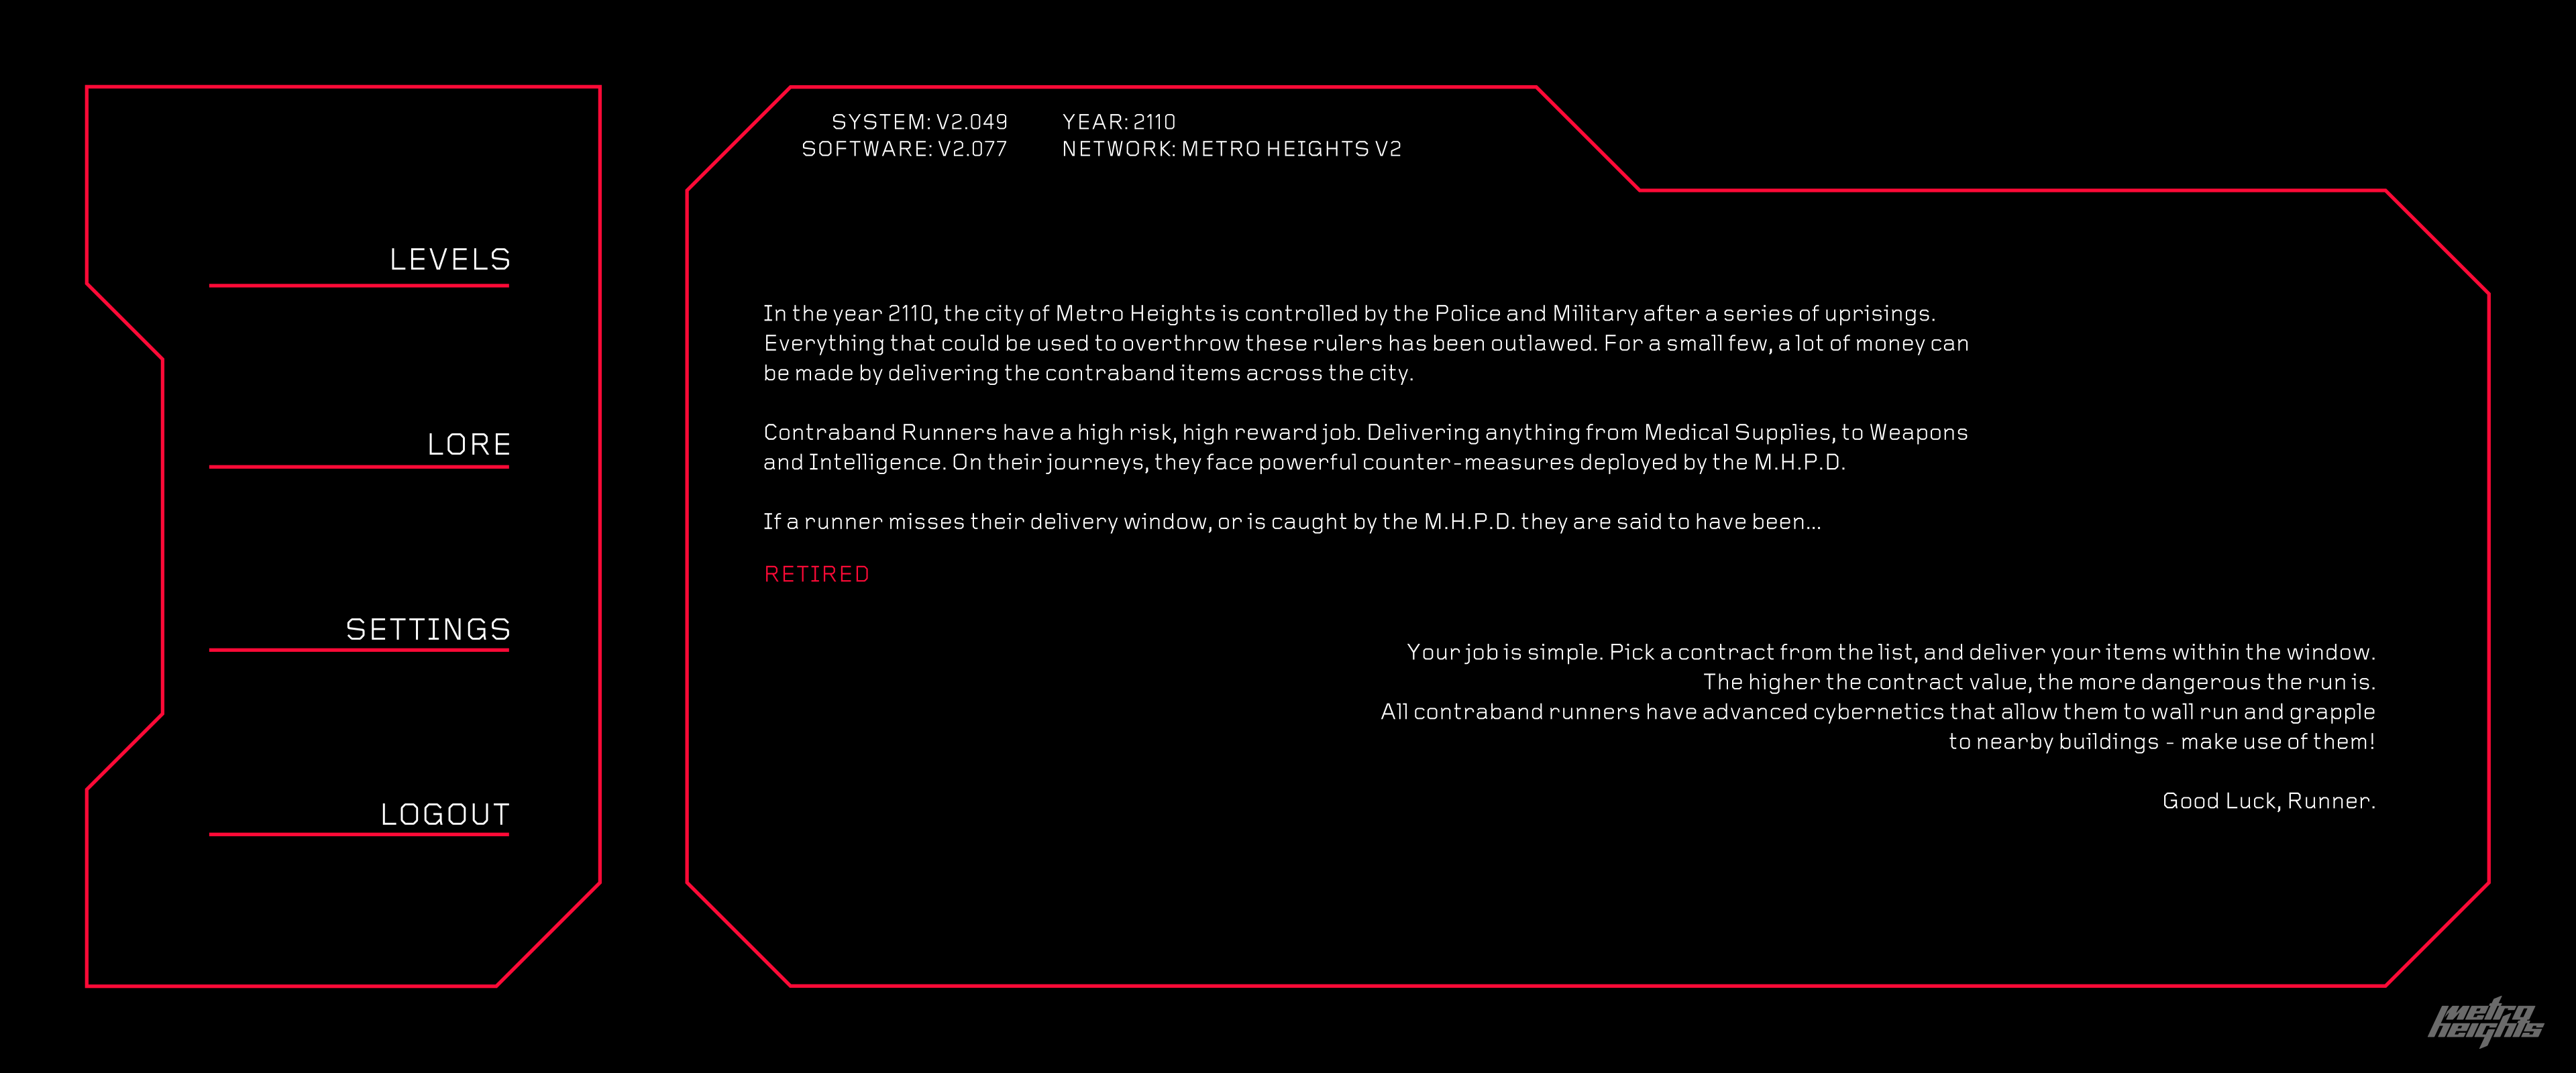 LEVELS
LORE
SETTINGS
LOGOUT
SYSTEM: V2.049
SOFTWARE: V2.077
YEAR: 2110
NETWORK: METRO HEIGHTS V2
In the year 2110, the city of Metro Heights is controlled by the Police and Military after a series of uprisings.
Everything that could be used to overthrow these rulers has been outlawed. For a small few, a lot of money can
be made by delivering the contraband items across the city.
Contraband Runners have a high risk, high reward job. Delivering anything from Medical Supplies, to Weapons
and Intelligence. On their journeys, they face powerful counter-measures deployed by the M.H.P.D.
If a runner misses their delivery window, or is caught by the M.H.P.D. they are said to have been...
RETIRED
Your job is simple. Pick a contract from the list, and deliver your items within the window.
The higher the contract value, the more dangerous the run is.
All contraband runners have advanced cybernetics that allow them to wall run and grapple
to nearby buildings - make use of them!
Good Luck, Runner.
metro
heights